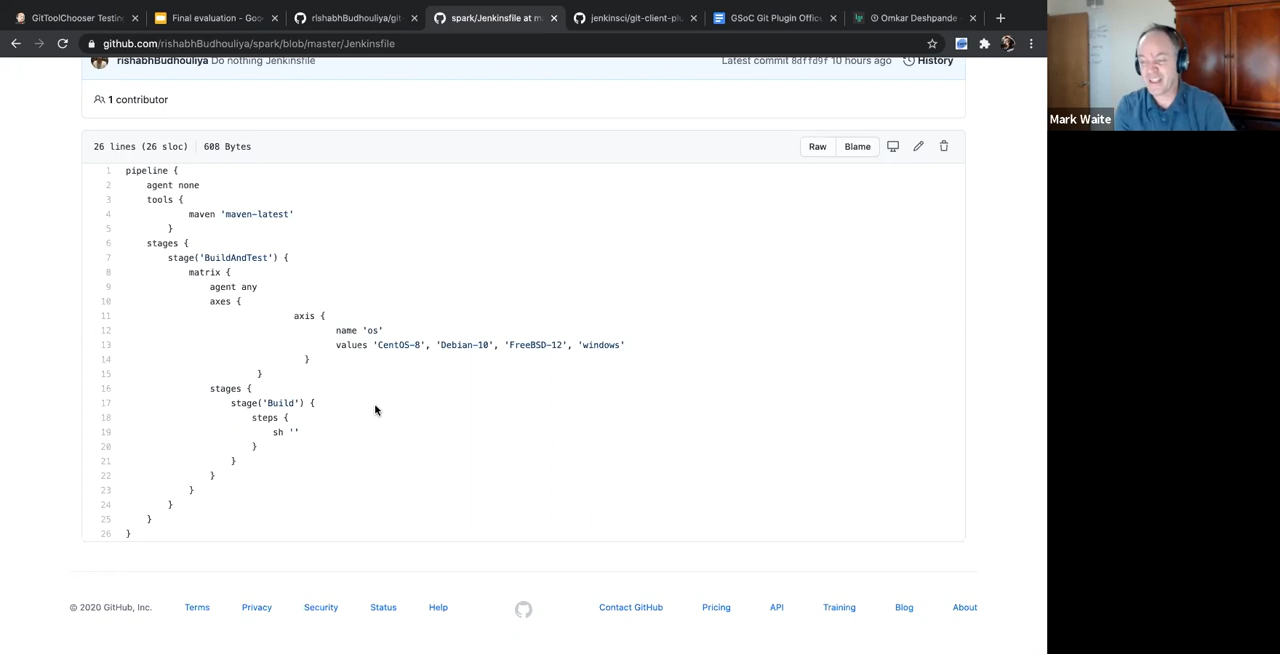 GitToolChooser Testing
Final evaluation - Goo
rishabhBudhouliya/git
spark/Jenkinsfile at m
jenkinsci/git-client-plu
GSoC Git Plugin Office
Omkar Deshpande
github.com/rishabhBudhouliya/spark/blob/master/Jenkinsfile
rishabhBudhouliya Do nothing Jenkinsfile
Latest commit 8dffd9f 10 hours ago History
1 contributor
26 lines (26 sloc) 608 Bytes
Raw Blame
1 pipeline {
2 agent none
3 tools {
4 maven 'maven-latest'
5 }
6 stages {
7 stage('BuildAndTest') {
8 matrix {
9 agent any
10 axes {
11 axis {
12 name 'os'
13 values 'CentOS-8', 'Debian-10', 'FreeBSD-12', 'windows'
14 }
15 }
16 stages {
17 stage('Build') {
18 steps {
19 sh ''
20 }
21 }
22 }
23 }
24 }
25 }
26 }
© 2020 GitHub, Inc. Terms Privacy Security Status Help Contact GitHub Pricing API Training Blog About
Mark Waite